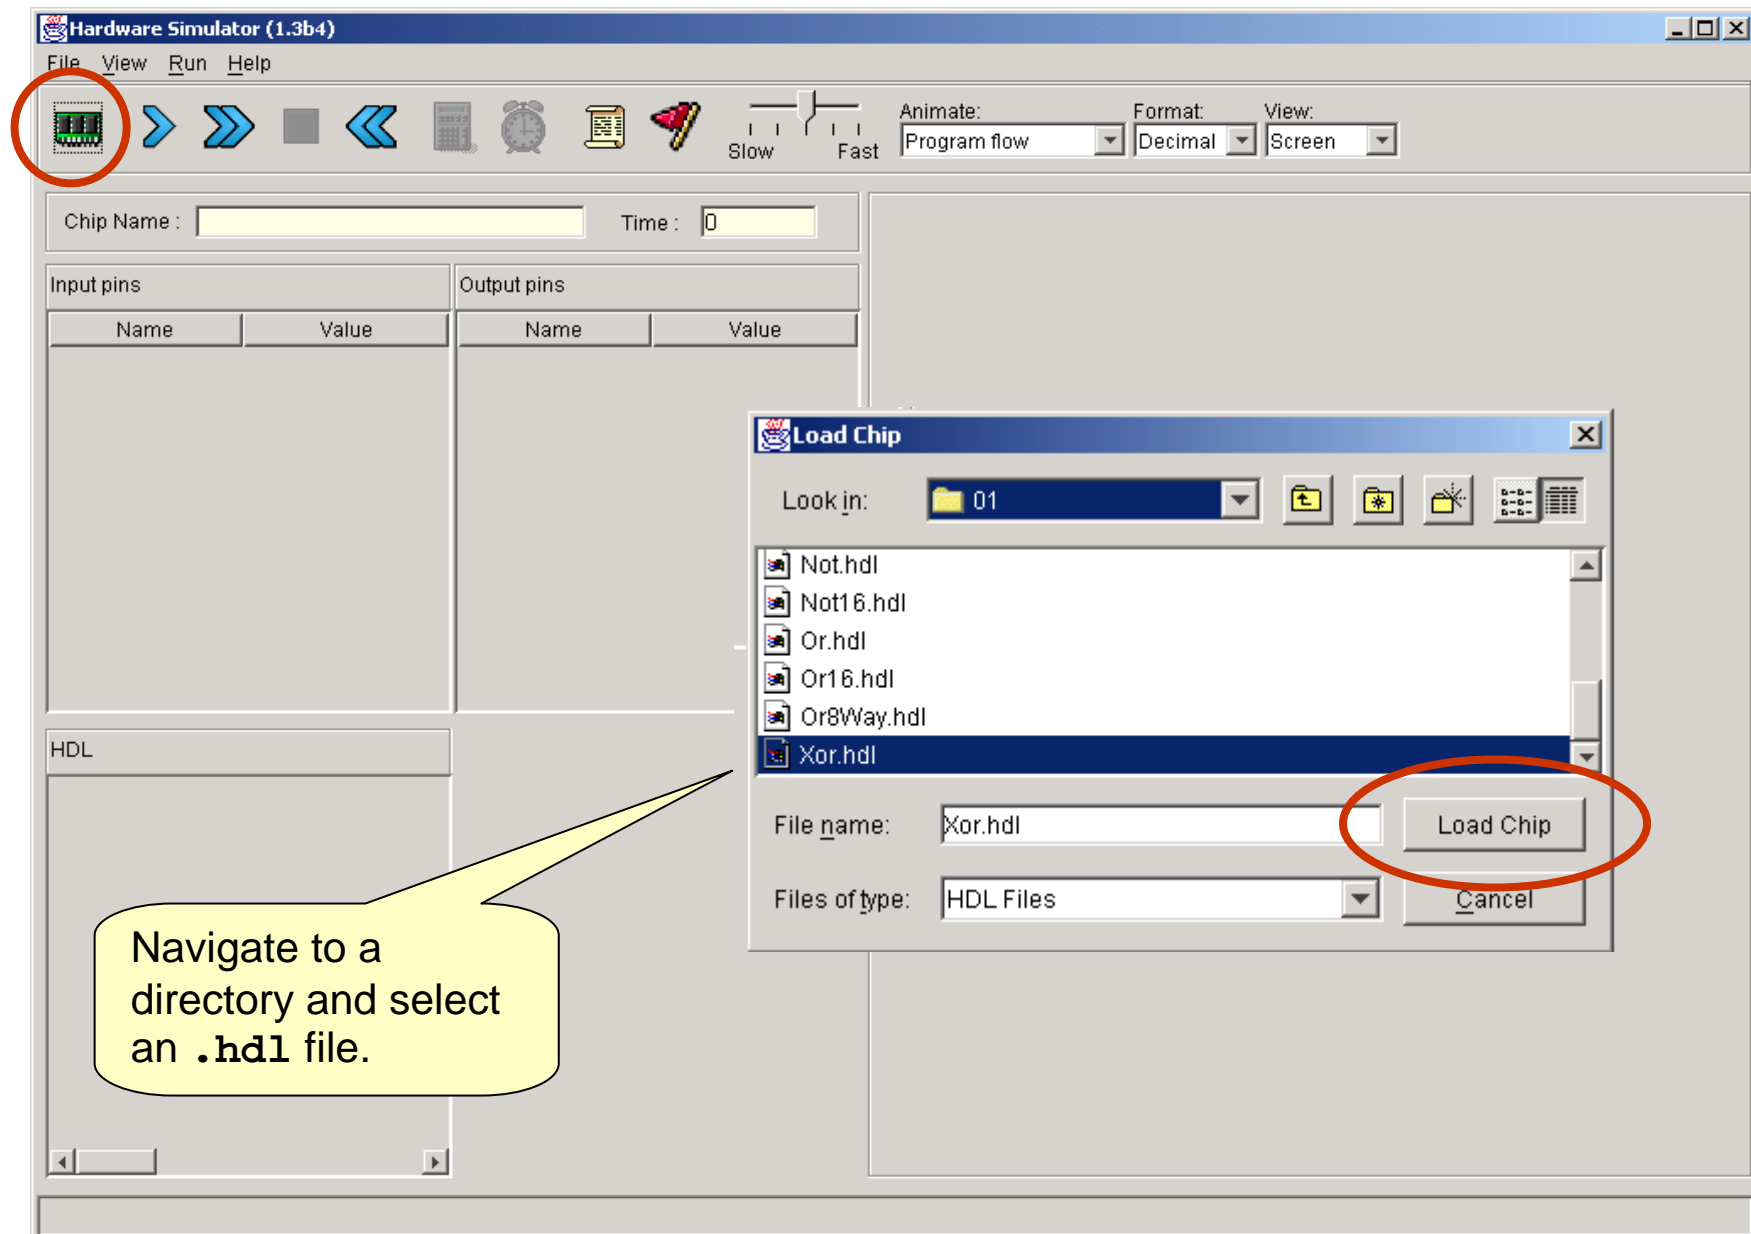 Hardware Simulator (1.3b4)
File View Run Help
Animate: Format: View:
Slow Fast Program flow Decimal Screen
Chip Name : Time : 0
Input pins Output pins
Name Value Name Value
Load Chip
Look in: 01
Not.hdl
Not16.hdl
Or.hdl
Or16.hdl
Or8Way.hdl
Xor.hdl
File name: Xor.hdl Load Chip
Files of type: HDL Files Cancel
HDL
Navigate to a
directory and select
an .hdl file.